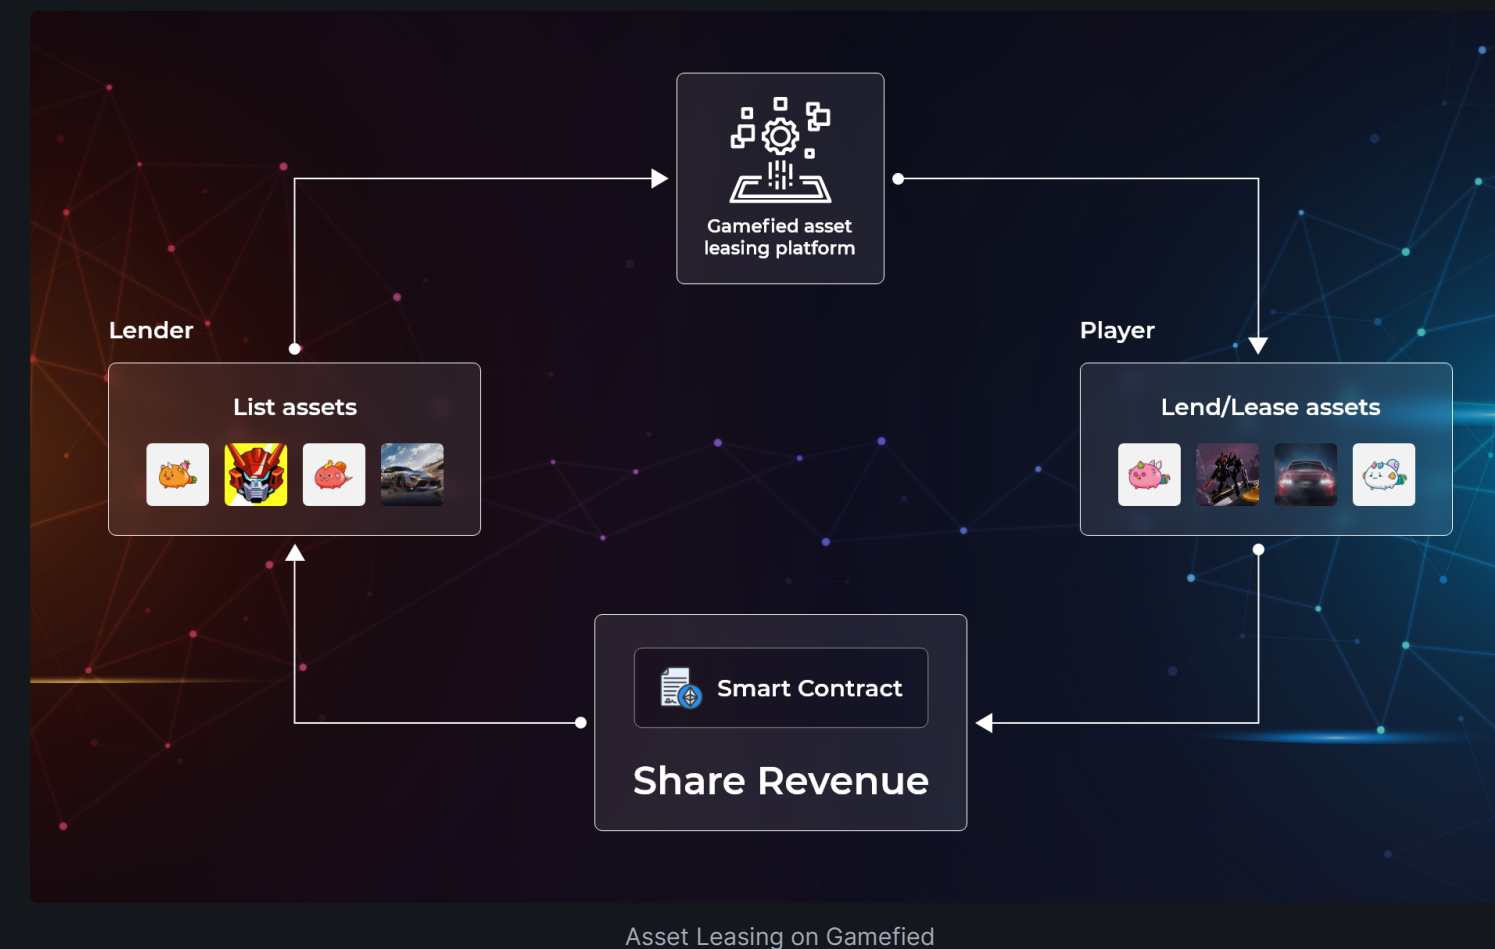 Gamefied asset
leasing platform
Lender
Player
List assets
Lend/Lease assets
Smart Contract
Share Revenue
Asset Leasing on Gamefied